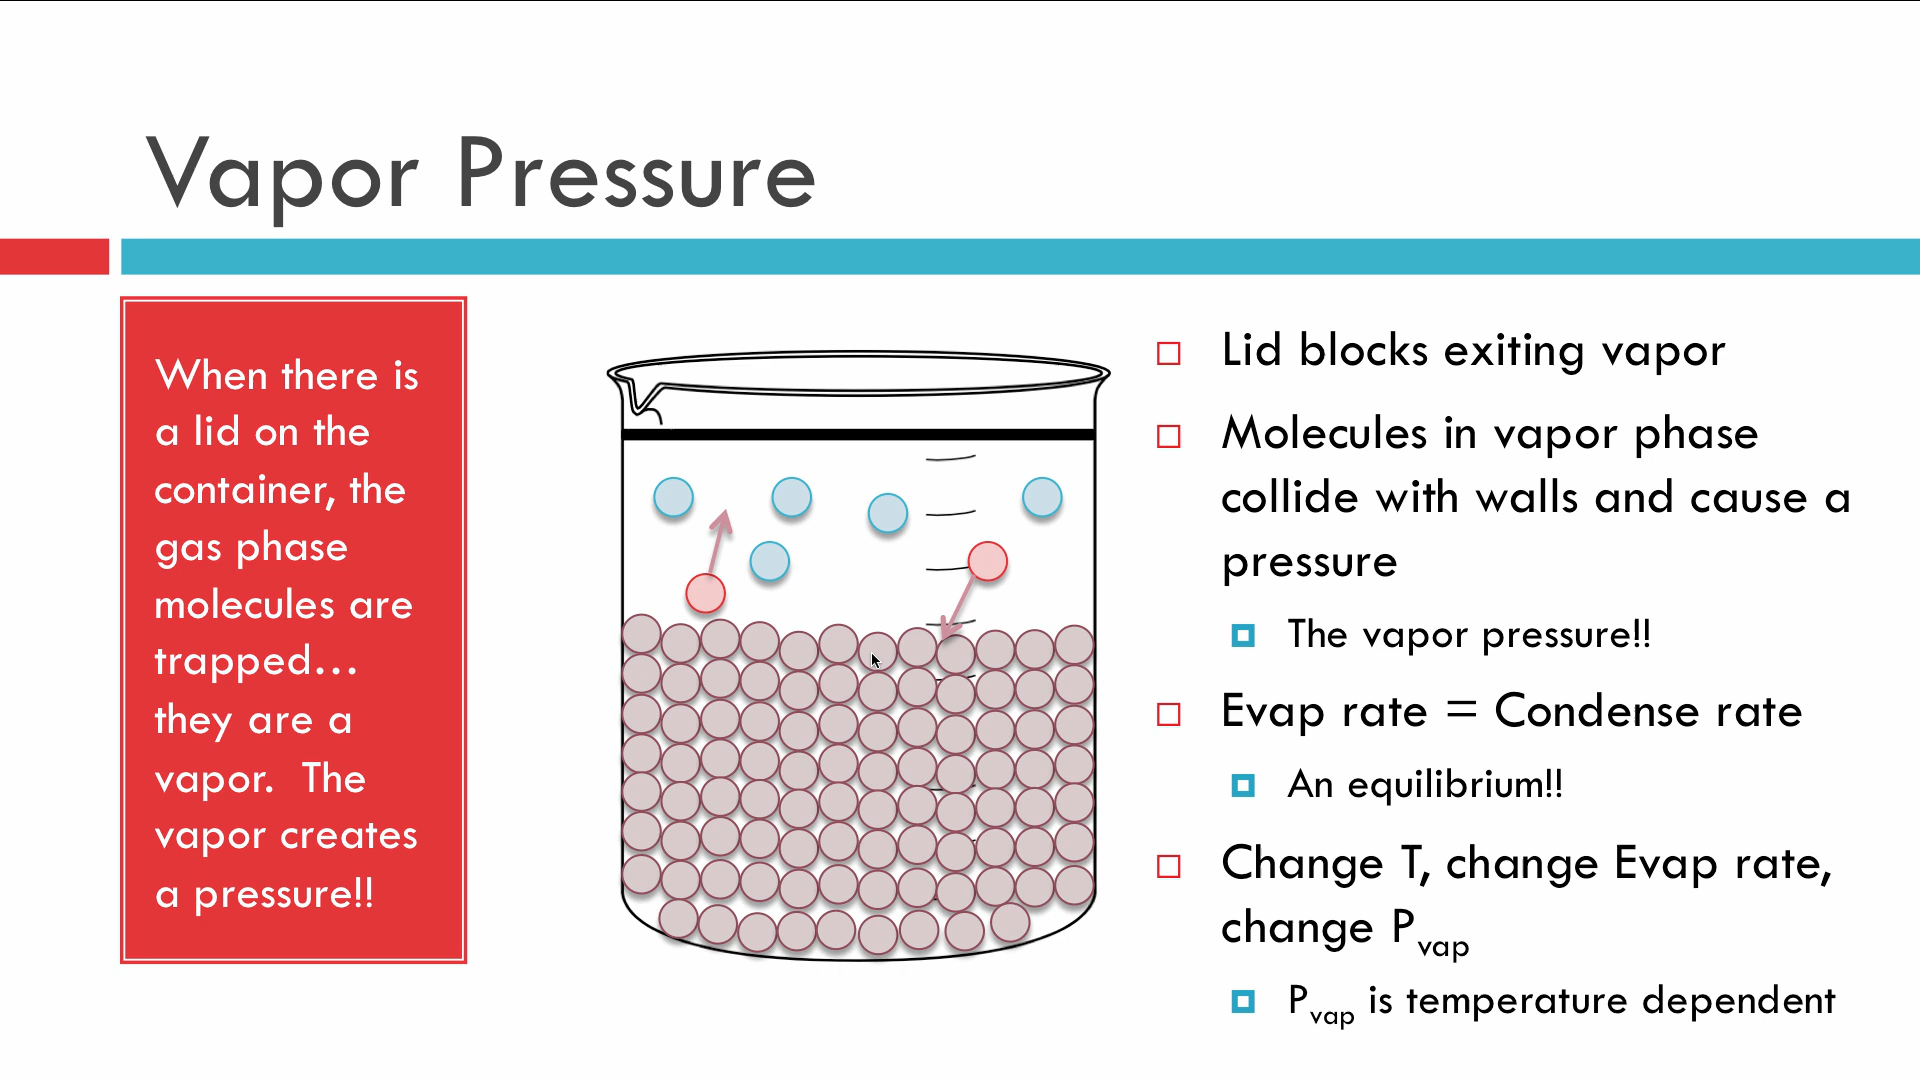 Vapor Pressure
When there is
a lid on the
container, the
gas phase
molecules are
trapped…
they are a
vapor.  The
vapor creates
a pressure!!
Lid blocks exiting vapor
Molecules in vapor phase
collide with walls and cause a
pressure
The vapor pressure!!
Evap rate = Condense rate
An equilibrium!!
Change T, change Evap rate,
change Pvap
Pvap is temperature dependent